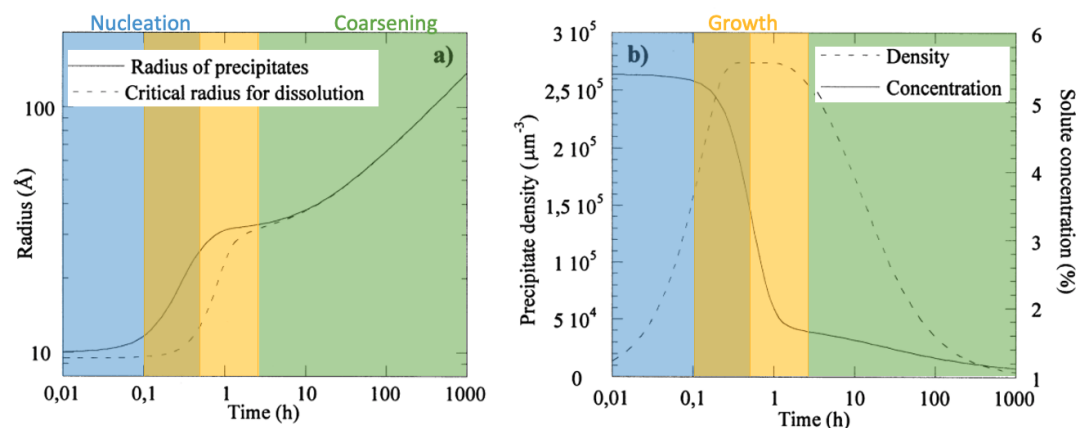 Nucleation
Coarsening
a)
Radius of precipitates
Critical radius for dissolution
100
10
Radius (Å)
0,01
0,1
1
10
100
1000
Time (h)
Growth
b)
Density
Concentration
3 10⁵
2,5 10⁵
2 10⁵
1,5 10⁵
1 10⁵
5 10⁴
0
Precipitate density (µm⁻³)
6
5
4
3
2
1
Solute concentration (%)
0,01
0,1
1
10
100
1000
Time (h)